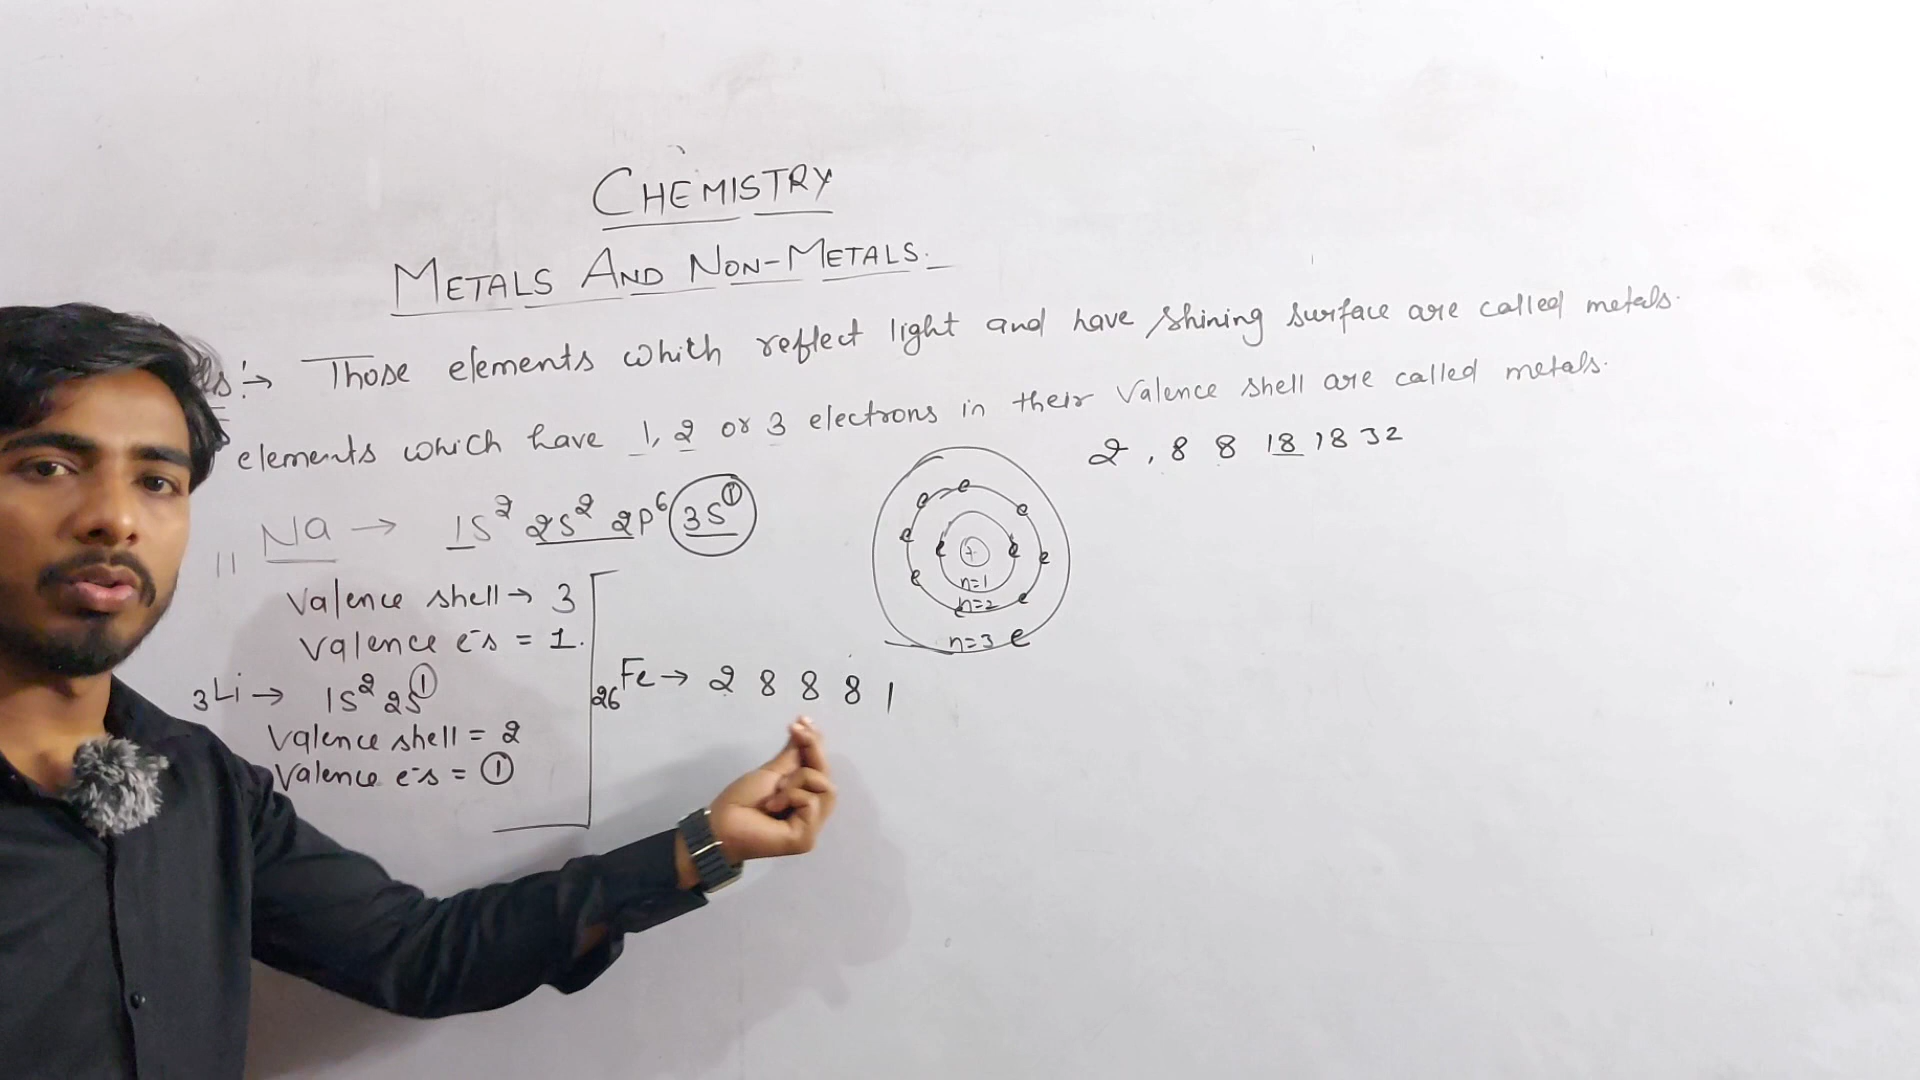 CHEMISTRY
METALS AND NON-METALS.
ls:→ Those elements which reflect light and have shining surface are called metals.
elements which have 1, 2 or 3 electrons in their valence shell are called metals.
2, 8 8 18 18 32
11 Na → 1S² 2S² 2P⁶ 3S¹
n=1
n=2
n=3
e e e e e e e e e e e
Valence shell → 3
Valence e⁻s = 1.
₃Li → 1S² 2S¹
Valence shell = 2
Valence e⁻s = 1
₂₆Fe → 2 8 8 8 1